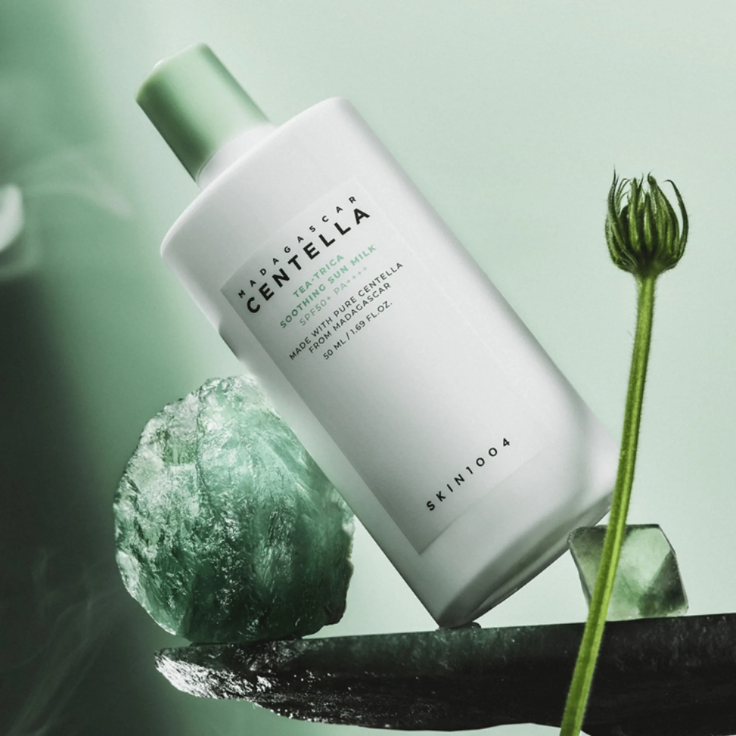 MADAGASCAR
CENTELLA
TEA-TRICA
SOOTHING SUN MILK
SPF50+ PA++++
MADE WITH PURE CENTELLA
FROM MADAGASCAR
50 ML / 1.69 FL.OZ.
SKIN1004